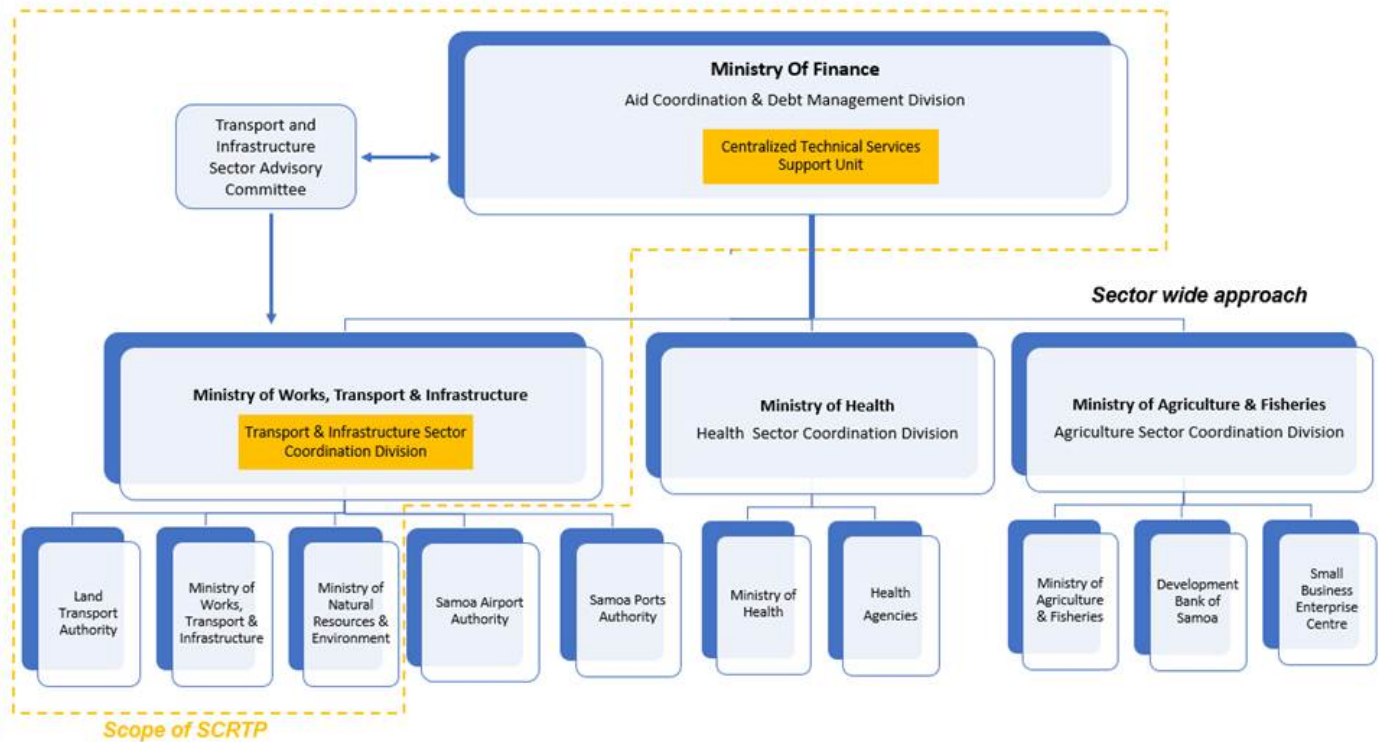 Ministry Of Finance
Aid Coordination & Debt Management Division
Centralized Technical Services
Support Unit
Transport and
Infrastructure
Sector Advisory
Committee
Sector wide approach
Ministry of Works, Transport & Infrastructure
Transport & Infrastructure Sector
Coordination Division
Ministry of Health
Health Sector Coordination Division
Ministry of Agriculture & Fisheries
Agriculture Sector Coordination Division
Land
Transport
Authority
Ministry of
Works,
Transport &
Infrastructure
Ministry of
Natural
Resources &
Environment
Samoa Airport
Authority
Samoa Ports
Authority
Ministry of
Health
Health
Agencies
Ministry of
Agriculture
& Fisheries
Development
Bank of
Samoa
Small
Business
Enterprise
Centre
Scope of SCRTP